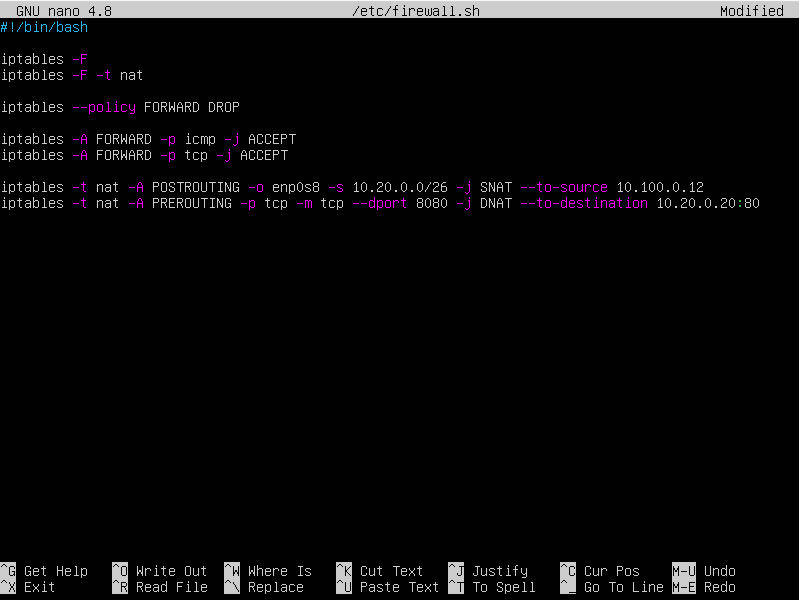 GNU nano 4.8 /etc/firewall.sh Modified
#!/bin/bash
iptables -F
iptables -F -t nat
iptables --policy FORWARD DROP
iptables -A FORWARD -p icmp -j ACCEPT
iptables -A FORWARD -p tcp -j ACCEPT
iptables -t nat -A POSTROUTING -o enp0s8 -s 10.20.0.0/26 -j SNAT --to-source 10.100.0.12
iptables -t nat -A PREROUTING -p tcp -m tcp --dport 8080 -j DNAT --to-destination 10.20.0.20:80
^G Get Help ^O Write Out ^W Where Is ^K Cut Text ^J Justify ^C Cur Pos M-U Undo
^X Exit ^R Read File ^\ Replace ^U Paste Text ^T To Spell ^_ Go To Line M-E Redo